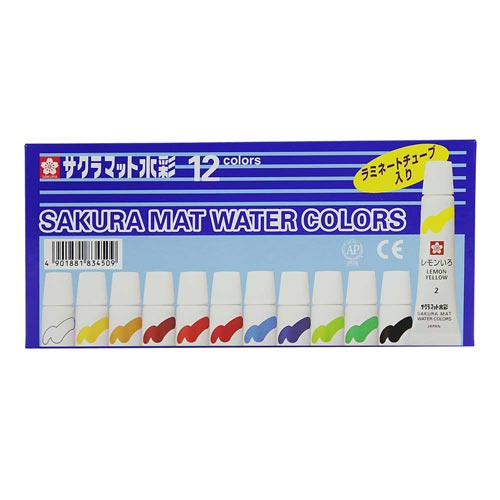 サクラマット水彩 12 colors
ラミネートチューブ
入り
SAKURA MAT WATER COLORS
4 901881 834509
AP
CE
レモンいろ
LEMON
YELLOW
2
サクラマット水彩
SAKURA MAT
WATER COLORS
JAPAN